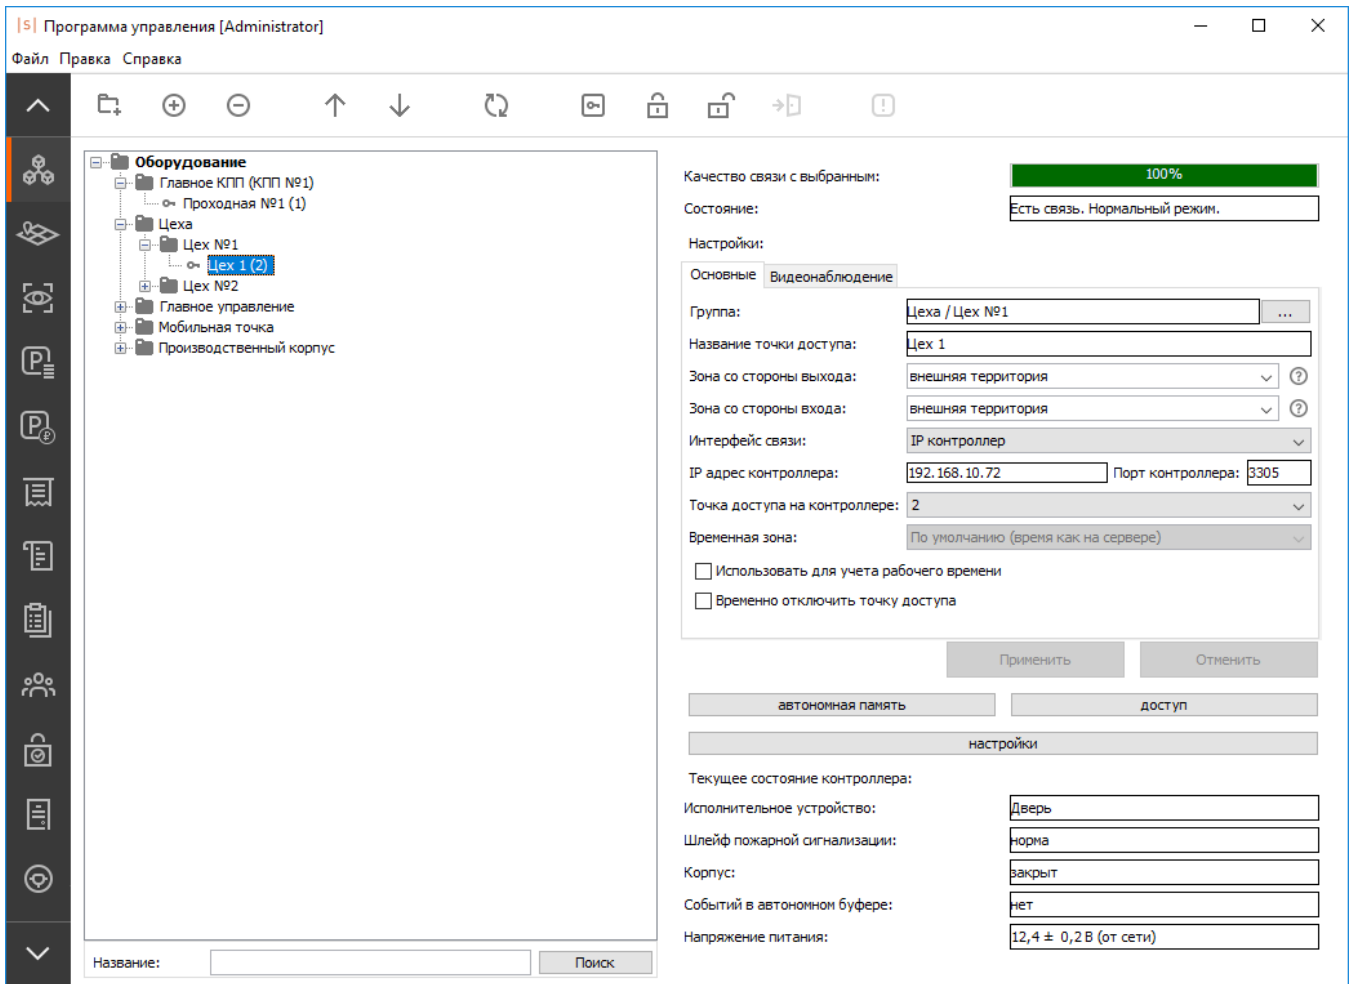 |S| Программа управления [Administrator]
Файл Правка Справка
Оборудование
Главное КПП (КПП №1)
Проходная №1 (1)
Цеха
Цех №1
Цех 1 (2)
Цех №2
Главное управление
Мобильная точка
Производственный корпус
Название:
Поиск
Качество связи с выбранным: 100%
Состояние: Есть связь. Нормальный режим.
Настройки:
Основные Видеонаблюдение
Группа: Цеха / Цех №1 ...
Название точки доступа: Цех 1
Зона со стороны выхода: внешняя территория ?
Зона со стороны входа: внешняя территория ?
Интерфейс связи: IP контроллер
IP адрес контроллера: 192.168.10.72 Порт контроллера: 3305
Точка доступа на контроллере: 2
Временная зона: По умолчанию (время как на сервере)
Использовать для учета рабочего времени
Временно отключить точку доступа
Применить Отменить
автономная память доступ
настройки
Текущее состояние контроллера:
Исполнительное устройство: Дверь
Шлейф пожарной сигнализации: норма
Корпус: закрыт
Событий в автономном буфере: нет
Напряжение питания: 12,4 ± 0,2 В (от сети)